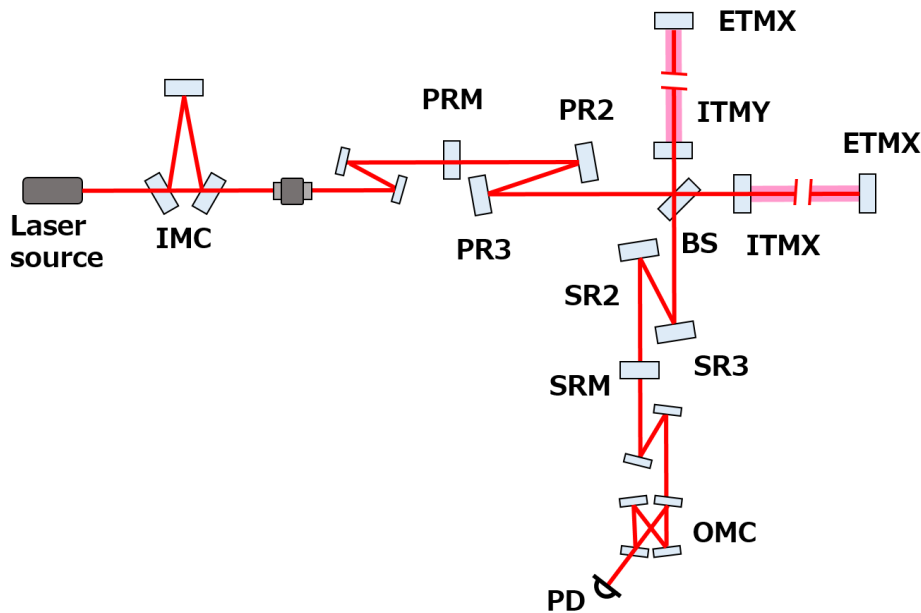 ETMX
PRM
PR2
ITMY
ETMX
Laser
source
IMC
PR3
BS
ITMX
SR2
SR3
SRM
OMC
PD